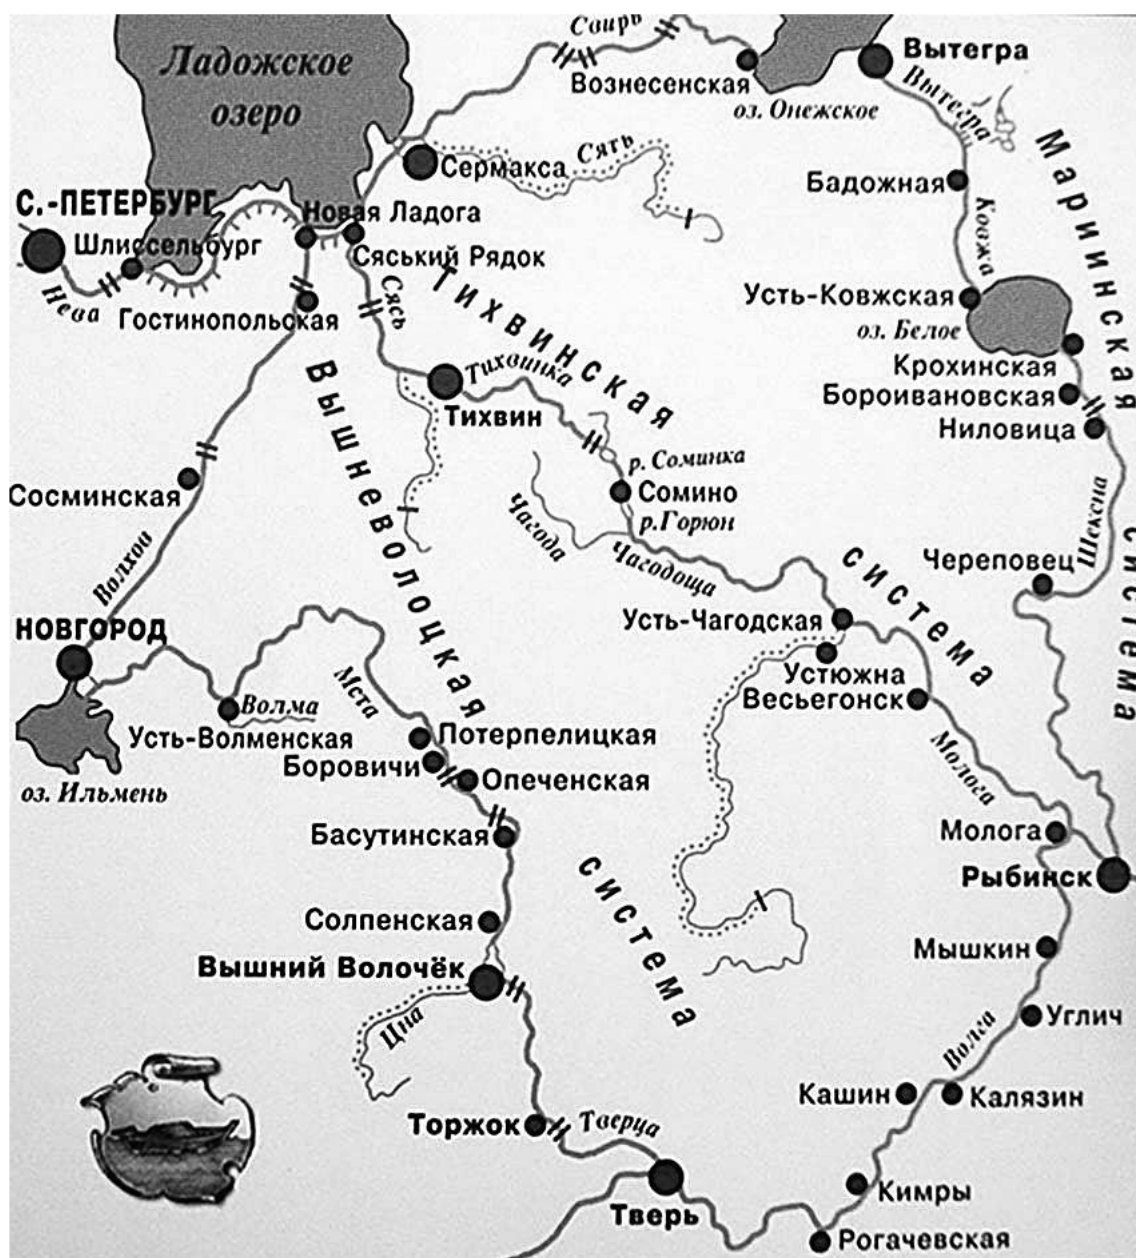 Ладожское
озеро
Свирь
Вознесенская
оз. Онежское
Вытегра
Вытегра
Сермакса
Сять
Бадожная
Ковжа
С.-ПЕТЕРБУРГ
Шлиссельбург
Новая Ладога
Сяський Рядок
Нева
Гостинопольская
Сясь
Усть-Ковжская
оз. Белое
Крохинская
Бороивановская
Ниловица
Мариинская
система
Тихвинская
система
Вышневолоцкая
система
Тихвинка
Тихвин
р. Соминка
Сомино
р.Горюн
Чагода
Чагодоща
Сосминская
Волхов
Шексна
Череповец
НОВГОРОД
Усть-Чагодская
Устюжна
Весьегонск
Мста
Волма
Усть-Волменская
оз. Ильмень
Потерпелицкая
Боровичи
Опеченская
Басутинская
Молога
Молога
Рыбинск
Солпенская
Вышний Волочёк
Цна
Мышкин
Углич
Волга
Кашин
Калязин
Торжок
Тверца
Тверь
Кимры
Рогачевская